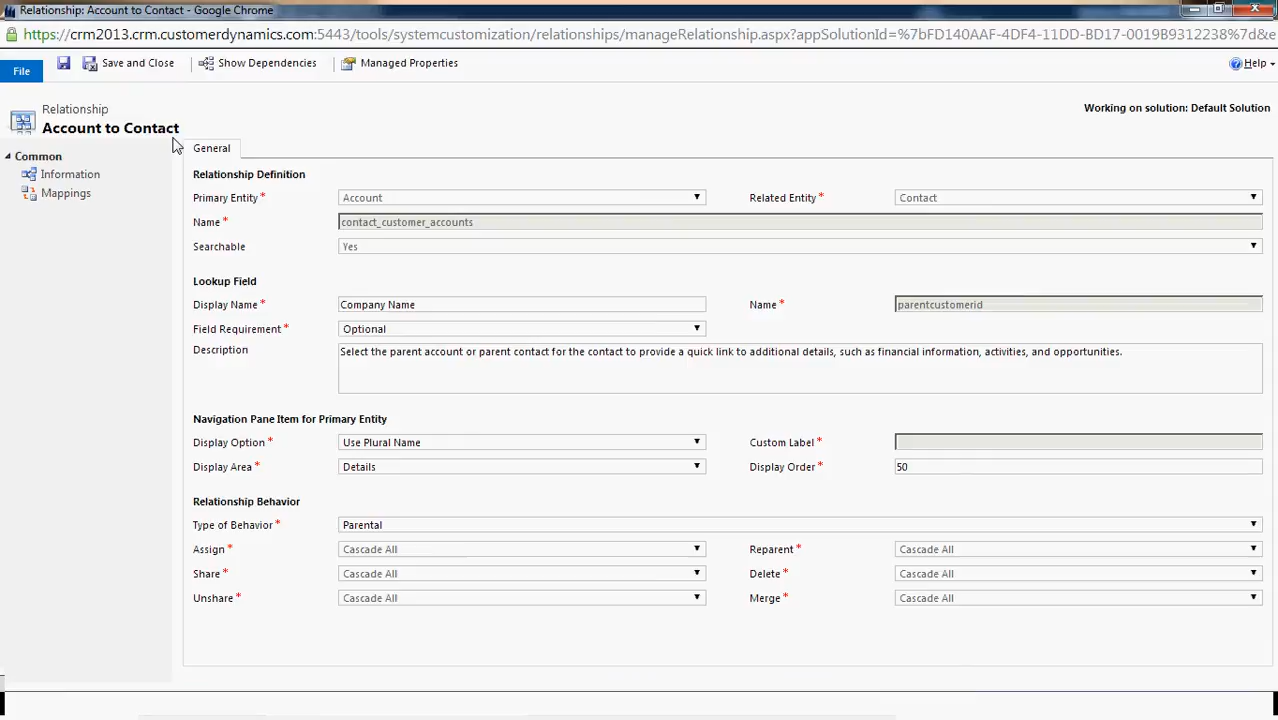 Relationship: Account to Contact - Google Chrome
https://crm2013.crm.customerdynamics.com:5443/tools/systemcustomization/relationships/manageRelationship.aspx?appSolutionId=%7bFD140AAF-4DF4-11DD-BD17-0019B9312238%7d&e
File Save and Close Show Dependencies Managed Properties Help
Relationship
Account to Contact
Working on solution: Default Solution
Common
Information
Mappings
General
Relationship Definition
Primary Entity * Account Related Entity * Contact
Name * contact_customer_accounts
Searchable Yes
Lookup Field
Display Name * Company Name Name * parentcustomerid
Field Requirement * Optional
Description Select the parent account or parent contact for the contact to provide a quick link to additional details, such as financial information, activities, and opportunities.
Navigation Pane Item for Primary Entity
Display Option * Use Plural Name Custom Label *
Display Area * Details Display Order * 50
Relationship Behavior
Type of Behavior * Parental
Assign * Cascade All Reparent * Cascade All
Share * Cascade All Delete * Cascade All
Unshare * Cascade All Merge * Cascade All